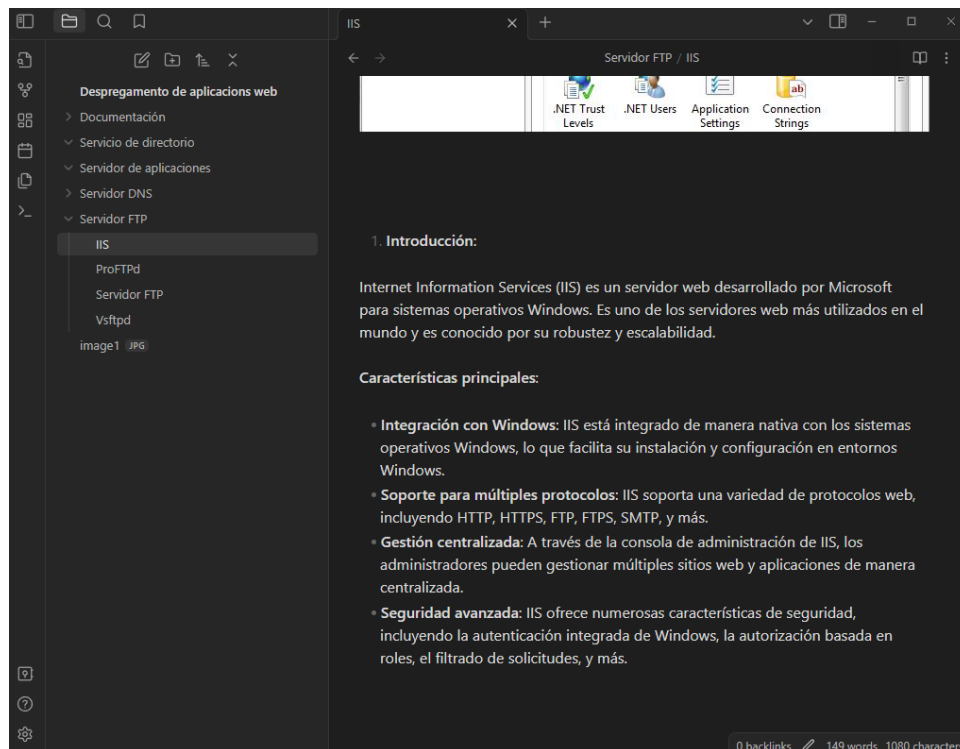 IIS
Despregamento de aplicacions web
Documentación
Servicio de directorio
Servidor de aplicaciones
Servidor DNS
Servidor FTP
IIS
ProFTPd
Servidor FTP
Vsftpd
image1 JPG
Servidor FTP / IIS
.NET Trust Levels
.NET Users
Application Settings
Connection Strings
ab
1. Introducción:
Internet Information Services (IIS) es un servidor web desarrollado por Microsoft
para sistemas operativos Windows. Es uno de los servidores web más utilizados en el
mundo y es conocido por su robustez y escalabilidad.
Características principales:
• Integración con Windows: IIS está integrado de manera nativa con los sistemas
operativos Windows, lo que facilita su instalación y configuración en entornos
Windows.
• Soporte para múltiples protocolos: IIS soporta una variedad de protocolos web,
incluyendo HTTP, HTTPS, FTP, FTPS, SMTP, y más.
• Gestión centralizada: A través de la consola de administración de IIS, los
administradores pueden gestionar múltiples sitios web y aplicaciones de manera
centralizada.
• Seguridad avanzada: IIS ofrece numerosas características de seguridad,
incluyendo la autenticación integrada de Windows, la autorización basada en
roles, el filtrado de solicitudes, y más.
0 backlinks 149 words 1080 character